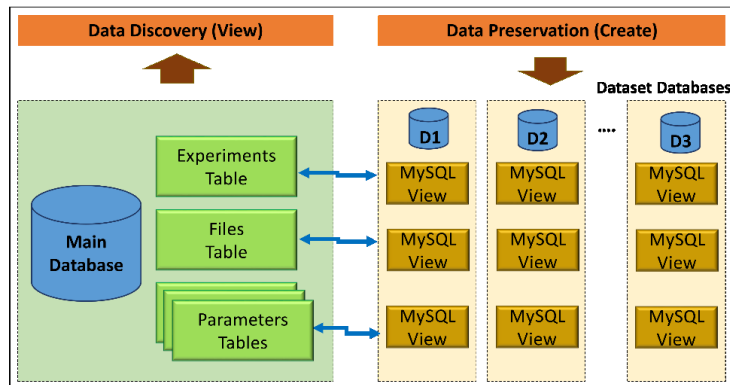 Data Discovery (View)
Data Preservation (Create)
Dataset Databases
D1
D2
....
D3
Main
Database
Experiments
Table
Files
Table
Parameters
Tables
MySQL
View
MySQL
View
MySQL
View
MySQL
View
MySQL
View
MySQL
View
MySQL
View
MySQL
View
MySQL
View